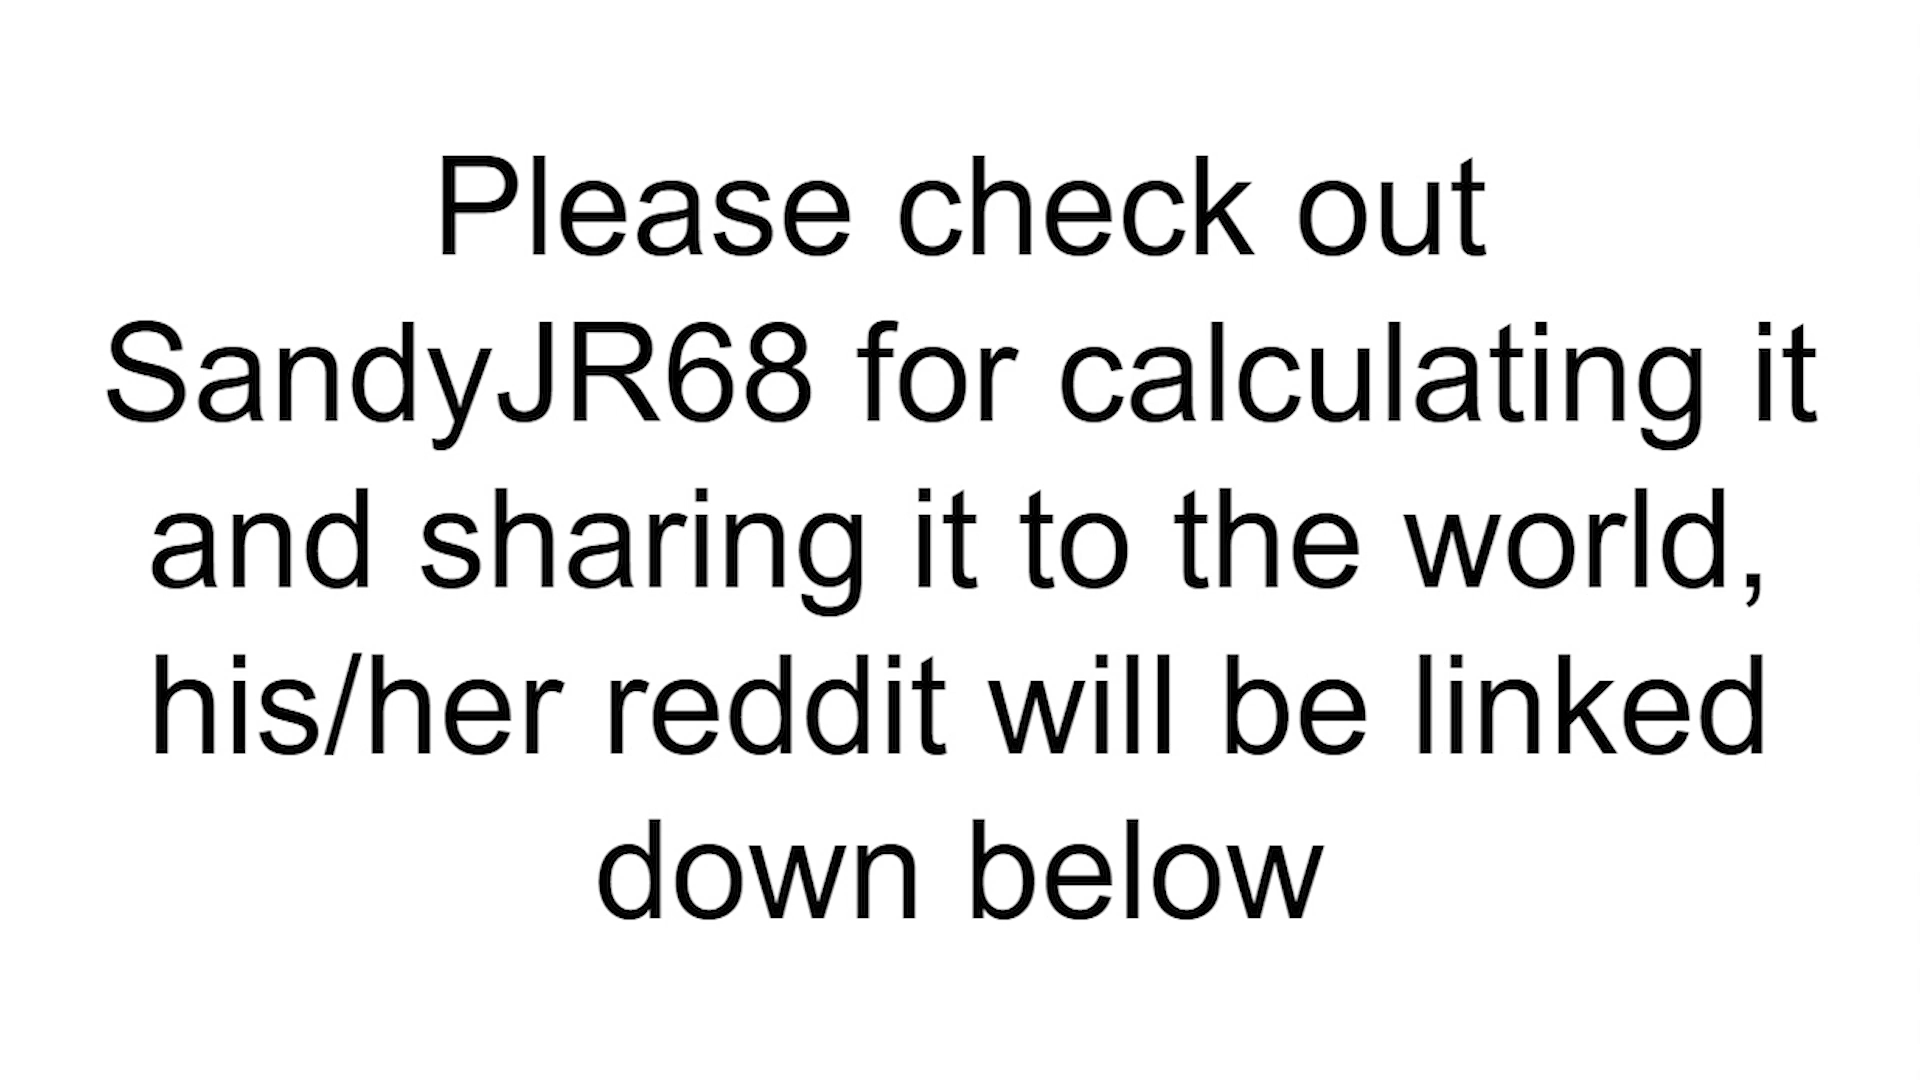 Please check out
SandyJR68 for calculating it
and sharing it to the world,
his/her reddit will be linked
down below